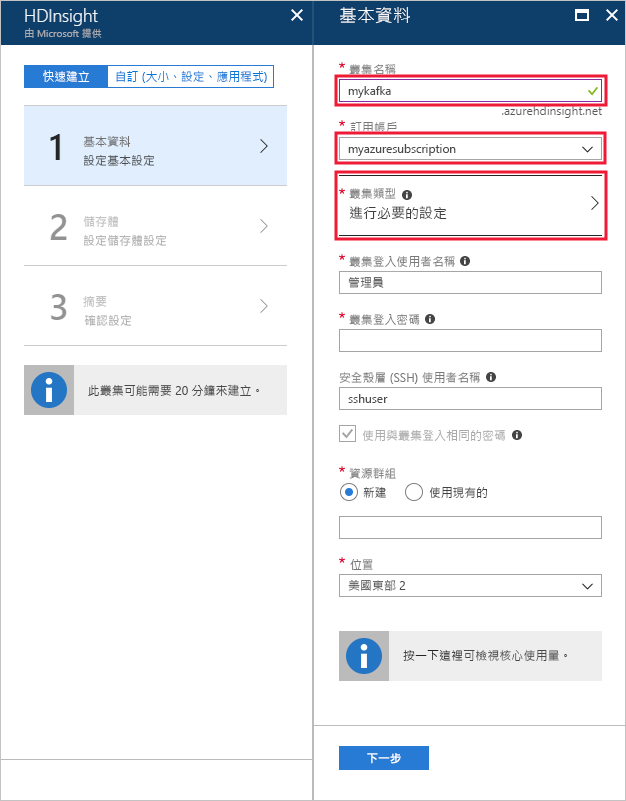 HDInsight
由 Microsoft 提供
快速建立
自訂 (大小、設定、應用程式)
1
基本資料
設定基本設定
2
儲存體
設定儲存體設定
3
摘要
確認設定
此叢集可能需要 20 分鐘來建立。
基本資料
* 叢集名稱
mykafka
.azurehdinsight.net
* 訂用帳戶
myazuresubscription
* 叢集類型
進行必要的設定
* 叢集登入使用者名稱
管理員
* 叢集登入密碼
安全殼層 (SSH) 使用者名稱
sshuser
使用與叢集登入相同的密碼
* 資源群組
新建
使用現有的
* 位置
美國東部 2
按一下這裡可檢視核心使用量。
下一步